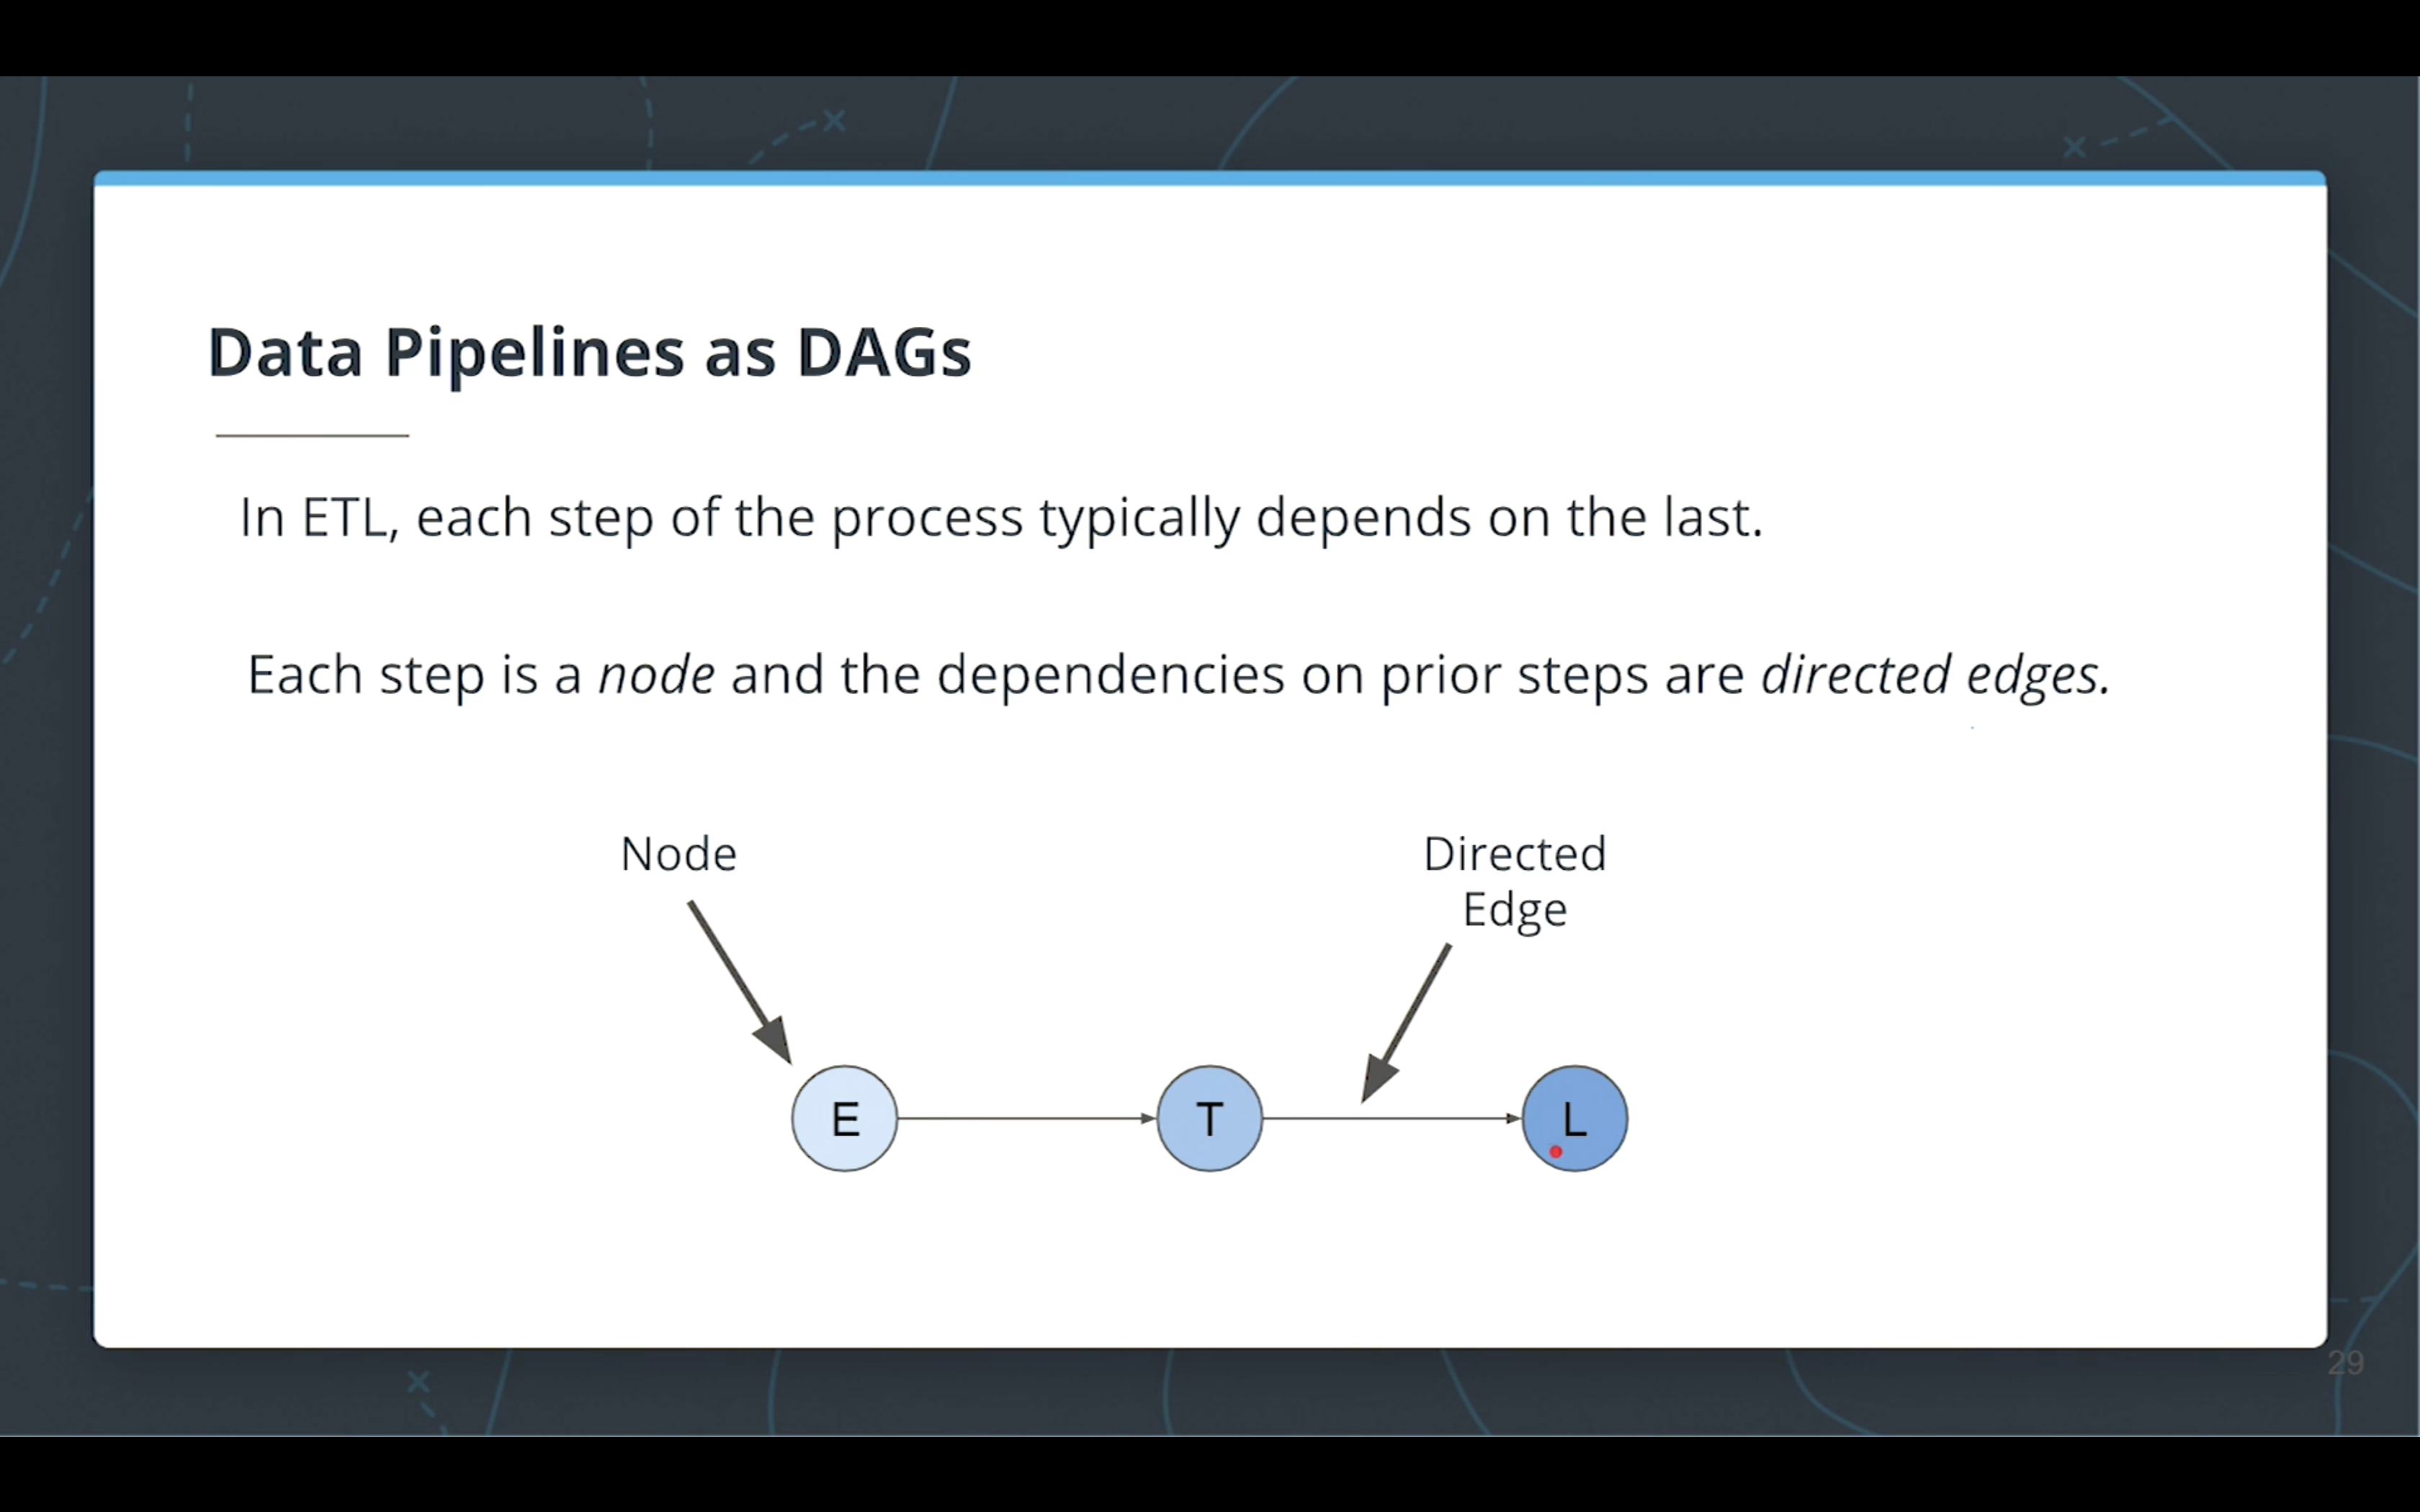 Data Pipelines as DAGs
In ETL, each step of the process typically depends on the last.
Each step is a node and the dependencies on prior steps are directed edges.
Node
Directed
Edge
E
T
L
29